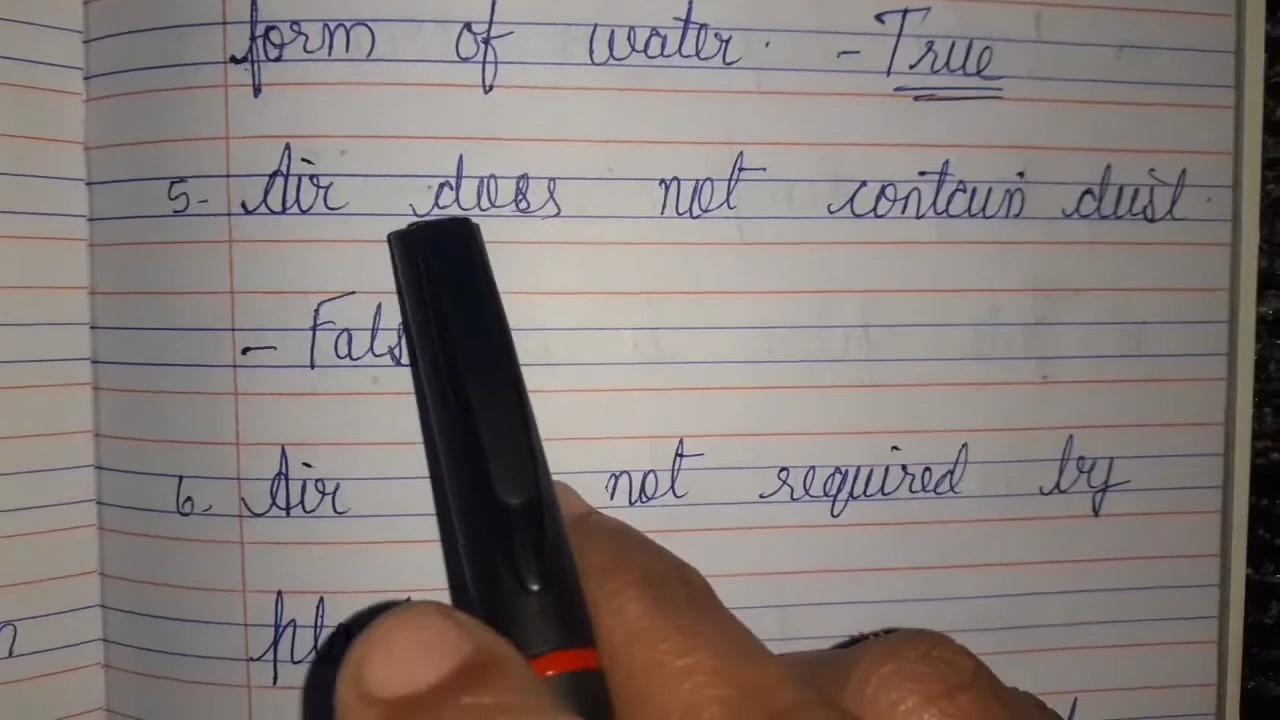 form of water. - True
5. Air does not contain dust.
- Fals
6. Air not required by